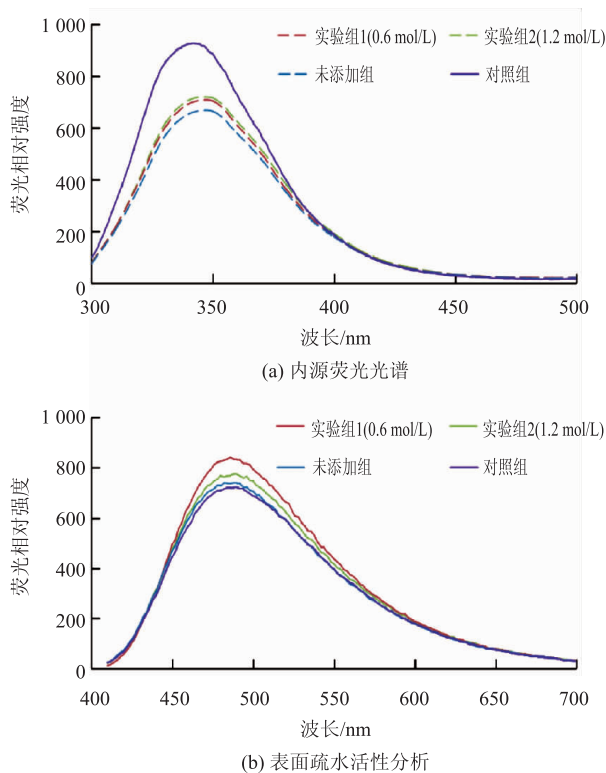 1 000
实验组1(0.6 mol/L) 实验组2(1.2 mol/L)
未添加组 对照组
800
600
400
200
0
荧光相对强度
300 350 400 450 500
波长/nm
(a) 内源荧光光谱
1 000
实验组1(0.6 mol/L) 实验组2(1.2 mol/L)
未添加组 对照组
800
600
400
200
0
荧光相对强度
400 450 500 550 600 650 700
波长/nm
(b) 表面疏水活性分析